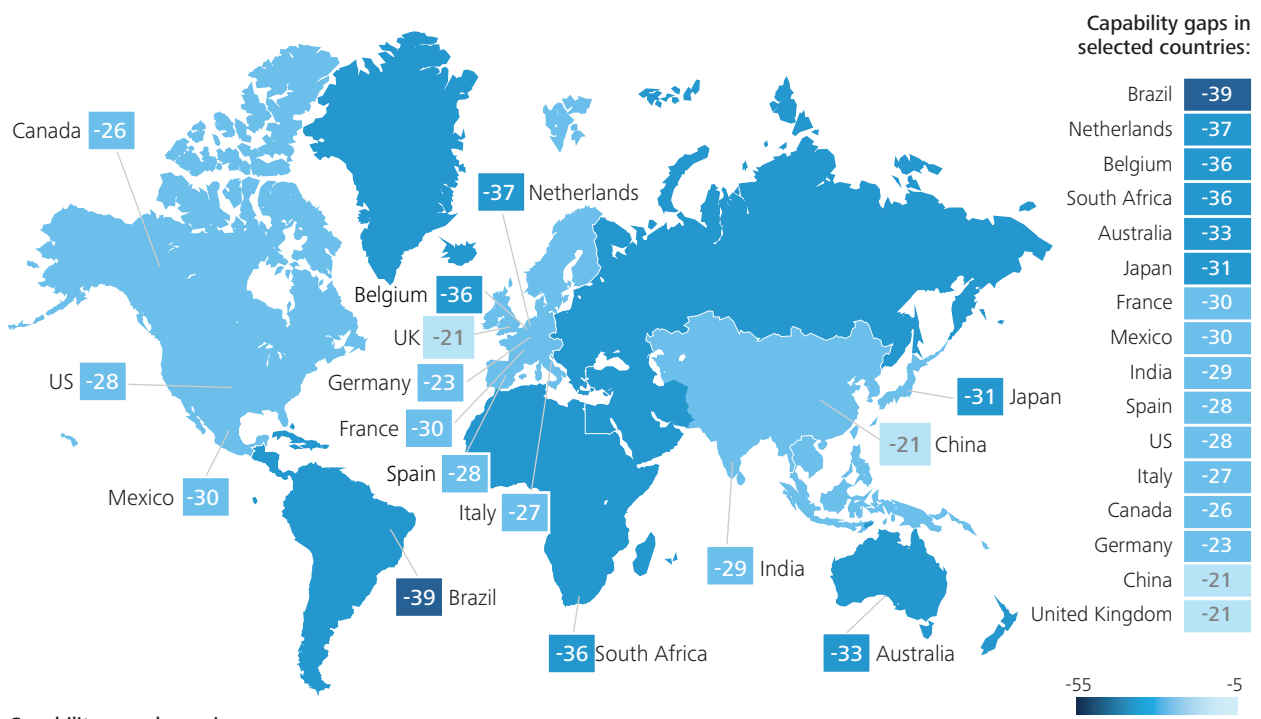 Capability gaps in
selected countries:
Brazil -39
Netherlands -37
Belgium -36
South Africa -36
Australia -33
Japan -31
France -30
Mexico -30
India -29
Spain -28
US -28
Italy -27
Canada -26
Germany -23
China -21
United Kingdom -21
-55 -5
Canada -26
-37 Netherlands
Belgium -36
UK -21
US -28
Germany -23
-31 Japan
France -30
-21 China
Spain -28
Mexico -30
Italy -27
-29 India
-39 Brazil
-36 South Africa
-33 Australia